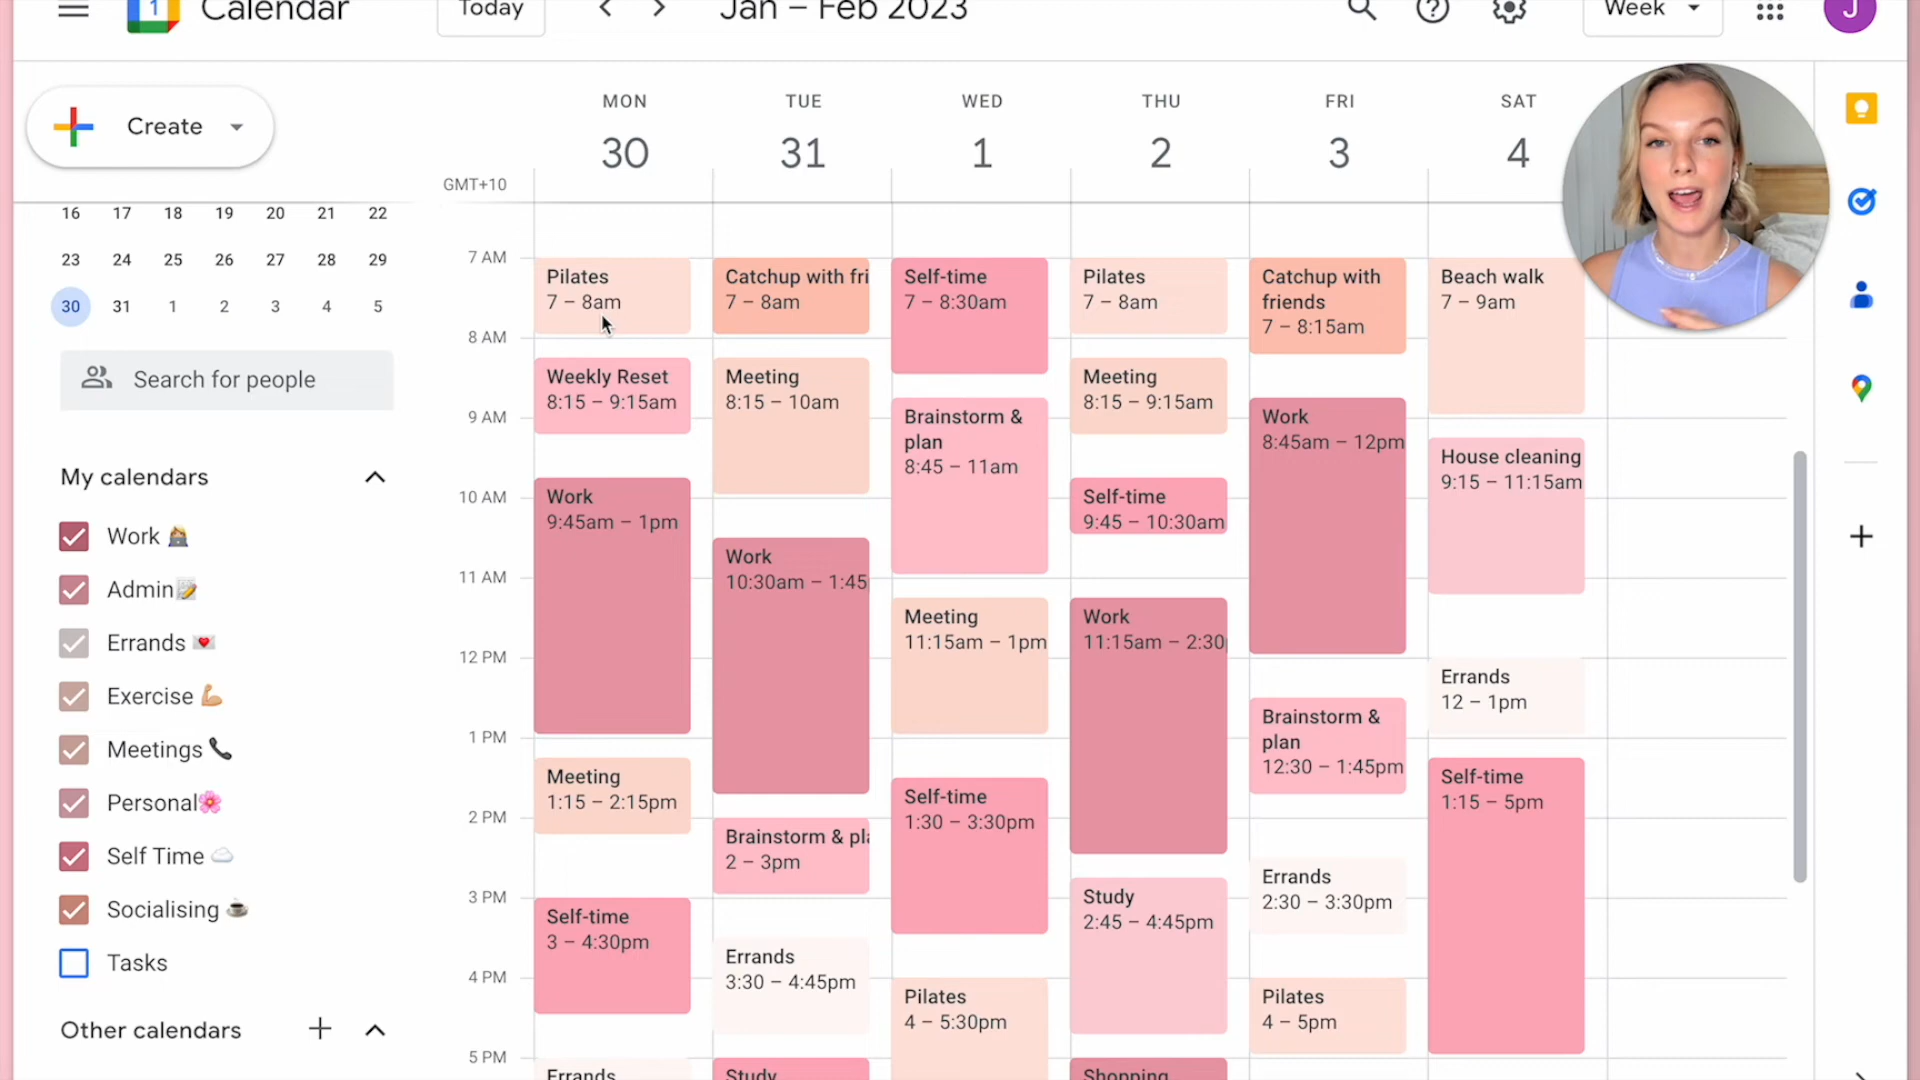 Calendar
Today
Jan – Feb 2023
Week
J
1
Create
MON
TUE
WED
THU
FRI
SAT
30
31
1
2
3
4
GMT+10
16 17 18 19 20 21 22
23 24 25 26 27 28 29
30 31 1 2 3 4 5
Search for people
My calendars
Work
Admin
Errands
Exercise
Meetings
Personal
Self Time
Socialising
Tasks
Other calendars
7 AM
8 AM
9 AM
10 AM
11 AM
12 PM
1 PM
2 PM
3 PM
4 PM
5 PM
Pilates
7 – 8am
Weekly Reset
8:15 – 9:15am
Work
9:45am – 1pm
Meeting
1:15 – 2:15pm
Self-time
3 – 4:30pm
Errands
Catchup with fri
7 – 8am
Meeting
8:15 – 10am
Work
10:30am – 1:45
Brainstorm & pla
2 – 3pm
Errands
3:30 – 4:45pm
Study
Self-time
7 – 8:30am
Brainstorm &
plan
8:45 – 11am
Meeting
11:15am – 1pm
Self-time
1:30 – 3:30pm
Pilates
4 – 5:30pm
Pilates
7 – 8am
Meeting
8:15 – 9:15am
Self-time
9:45 – 10:30am
Work
11:15am – 2:30
Study
2:45 – 4:45pm
Shopping
Catchup with
friends
7 – 8:15am
Work
8:45am – 12pm
Brainstorm &
plan
12:30 – 1:45pm
Errands
2:30 – 3:30pm
Pilates
4 – 5pm
Beach walk
7 – 9am
House cleaning
9:15 – 11:15am
Errands
12 – 1pm
Self-time
1:15 – 5pm